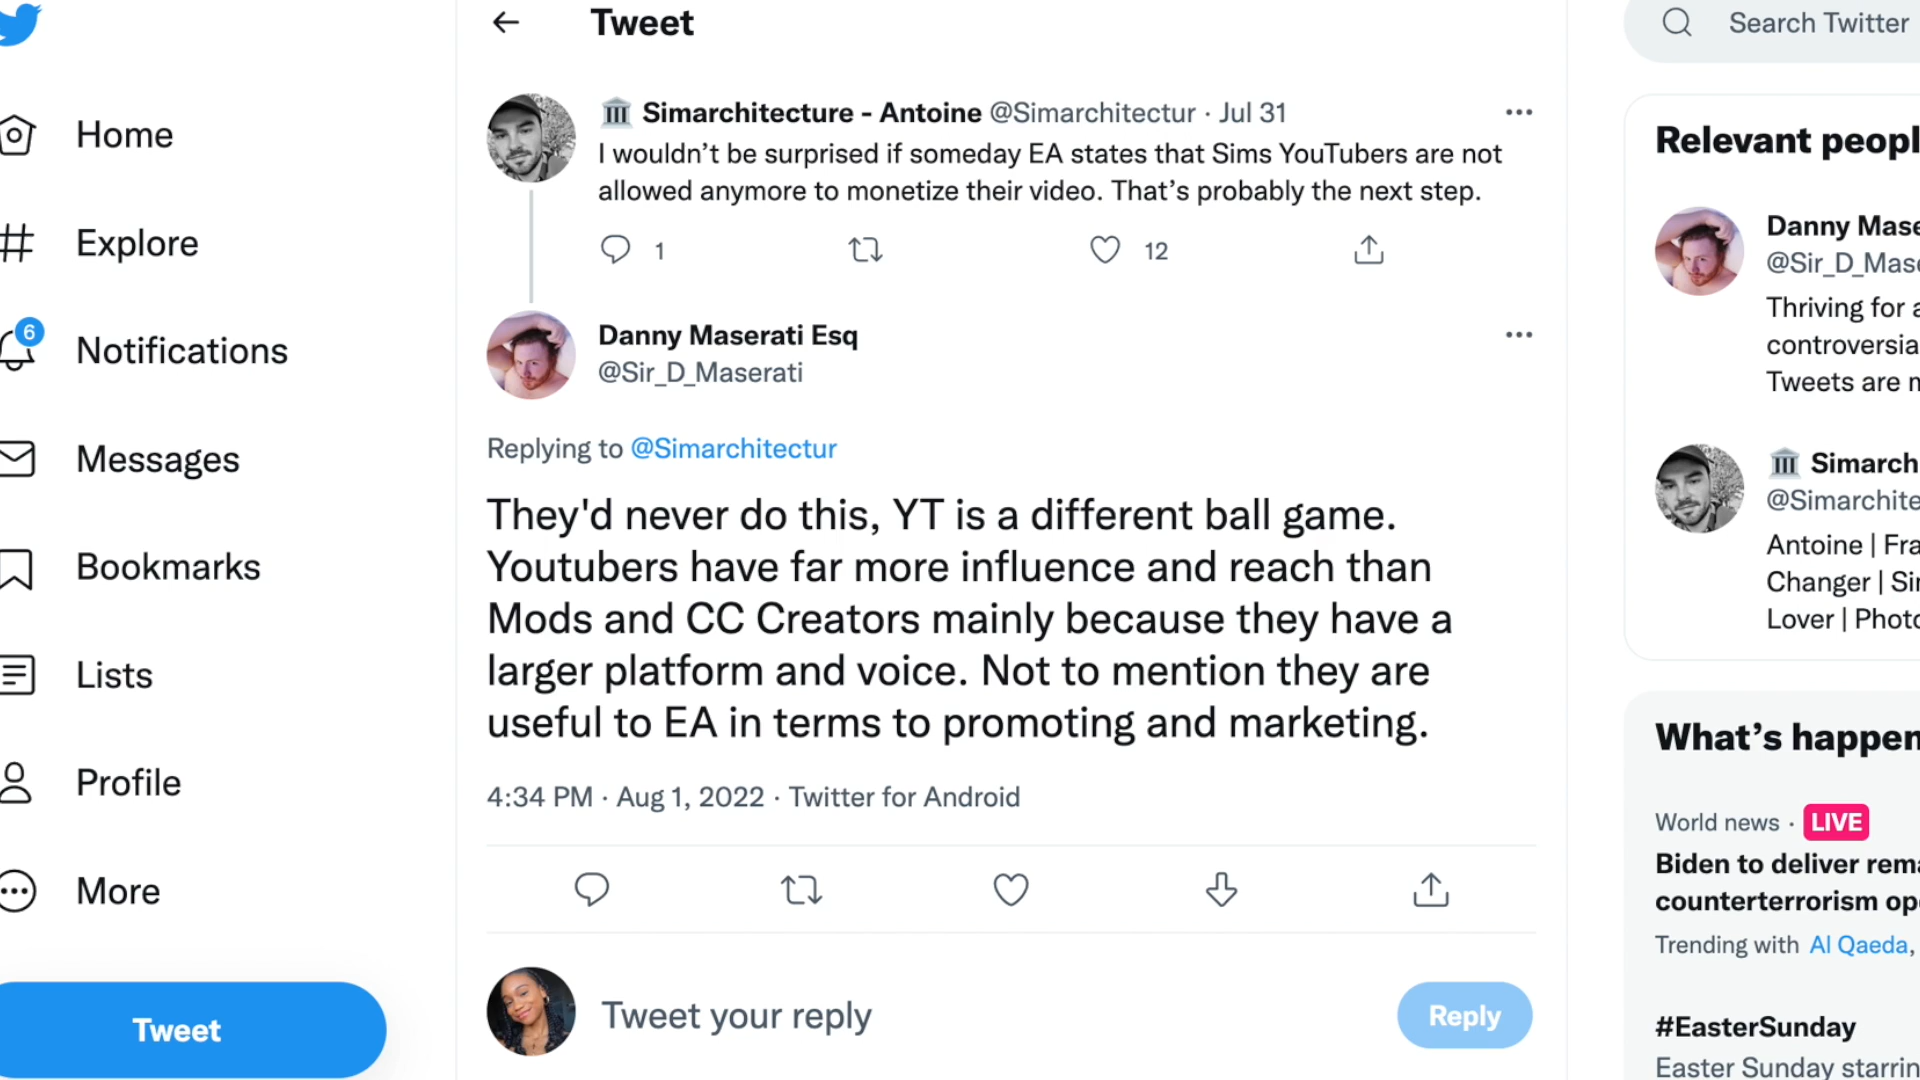 Tweet
Search Twitter
Home
Explore
6
Notifications
Messages
Bookmarks
Lists
Profile
More
Tweet
🏛️ Simarchitecture - Antoine @Simarchitectur · Jul 31
I wouldn’t be surprised if someday EA states that Sims YouTubers are not
allowed anymore to monetize their video. That’s probably the next step.
1
12
Danny Maserati Esq
@Sir_D_Maserati
Replying to @Simarchitectur
They'd never do this, YT is a different ball game.
Youtubers have far more influence and reach than
Mods and CC Creators mainly because they have a
larger platform and voice. Not to mention they are
useful to EA in terms to promoting and marketing.
4:34 PM · Aug 1, 2022 · Twitter for Android
Tweet your reply
Reply
Relevant peopl
Danny Mase
@Sir_D_Mase
Thriving for a
controversia
Tweets are m
🏛️ Simarch
@Simarchite
Antoine | Fra
Changer | Sim
Lover | Photo
What’s happen
World news · LIVE
Biden to deliver rema
counterterrorism ope
Trending with Al Qaeda,
#EasterSunday
Easter Sunday starrin